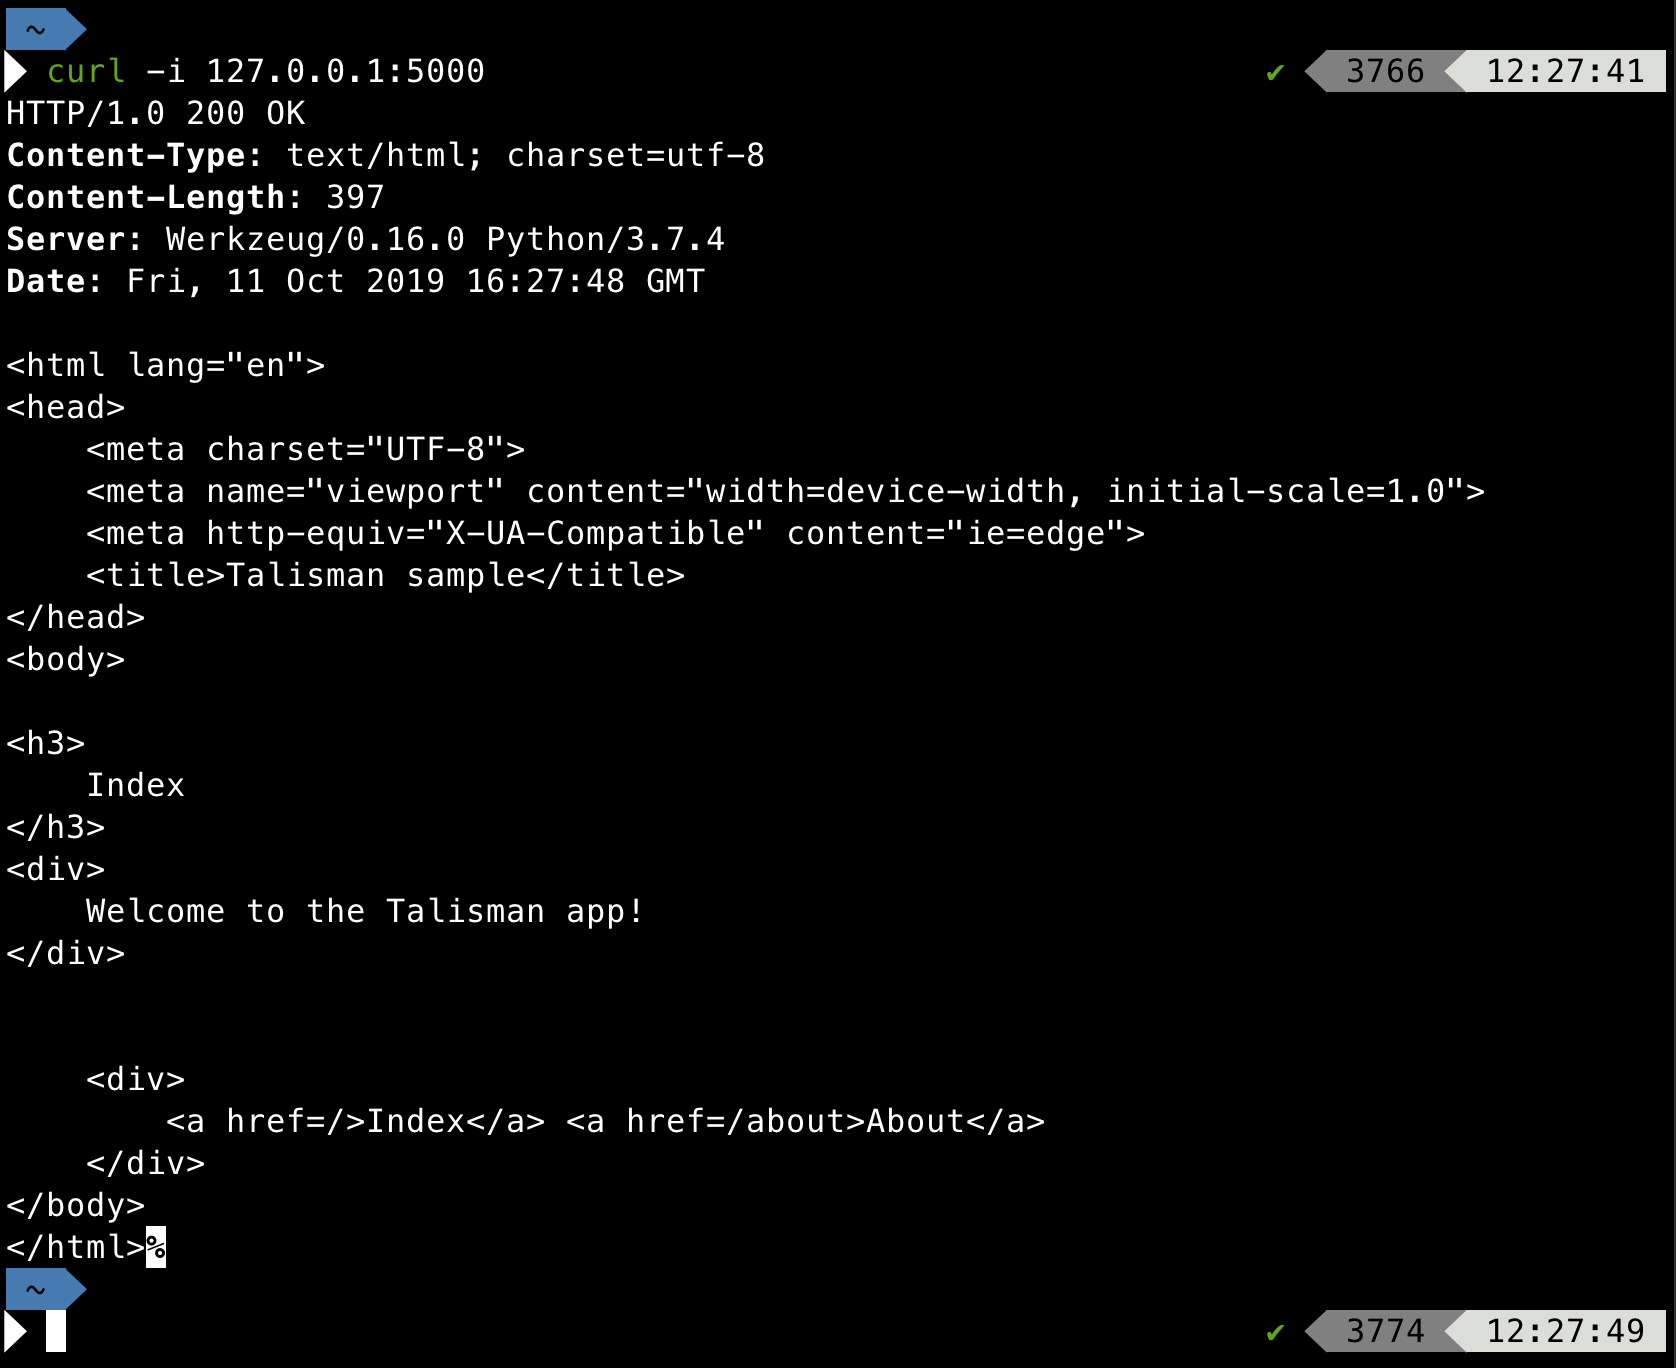 ~
curl -i 127.0.0.1:5000 ✔ 3766 12:27:41
HTTP/1.0 200 OK
Content-Type: text/html; charset=utf-8
Content-Length: 397
Server: Werkzeug/0.16.0 Python/3.7.4
Date: Fri, 11 Oct 2019 16:27:48 GMT

<html lang="en">
<head>
    <meta charset="UTF-8">
    <meta name="viewport" content="width=device-width, initial-scale=1.0">
    <meta http-equiv="X-UA-Compatible" content="ie=edge">
    <title>Talisman sample</title>
</head>
<body>

<h3>
    Index
</h3>
<div>
    Welcome to the Talisman app!
</div>

    <div>
        <a href=/>Index</a> <a href=/about>About</a>
    </div>
</body>
</html>%
~
✔ 3774 12:27:49